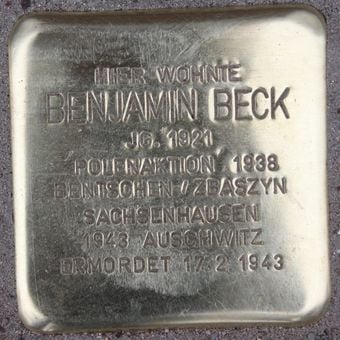 HIER WOHNTE
BENJAMIN BECK
JG. 1921
'POLENAKTION' 1938
BENTSCHEN/ZBASZYN
SACHSENHAUSEN
1943 AUSCHWITZ
ERMORDET 17.2.1943